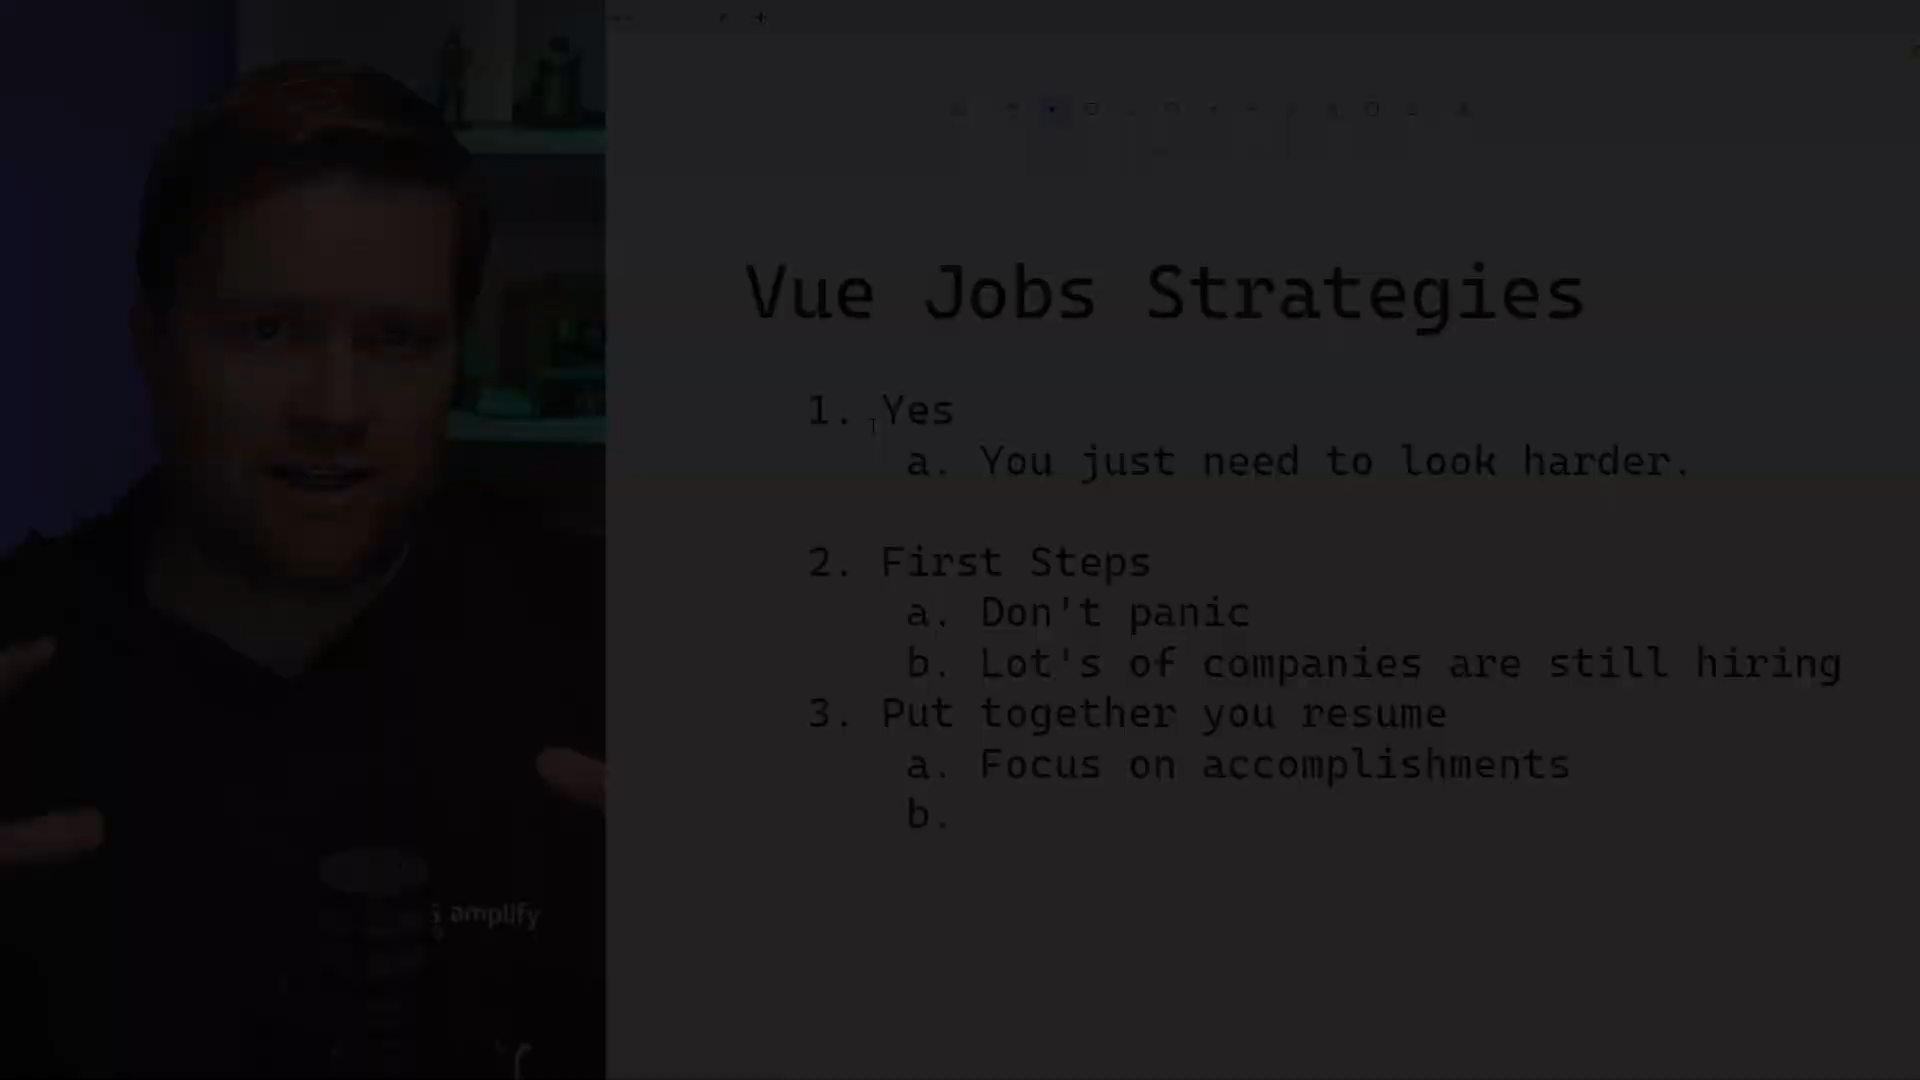 Vue Jobs Strategies
1. Yes
a. You just need to look harder.
2. First Steps
a. Don't panic
b. Lot's of companies are still hiring
3. Put together you resume
a. Focus on accomplishments
b.
amplify